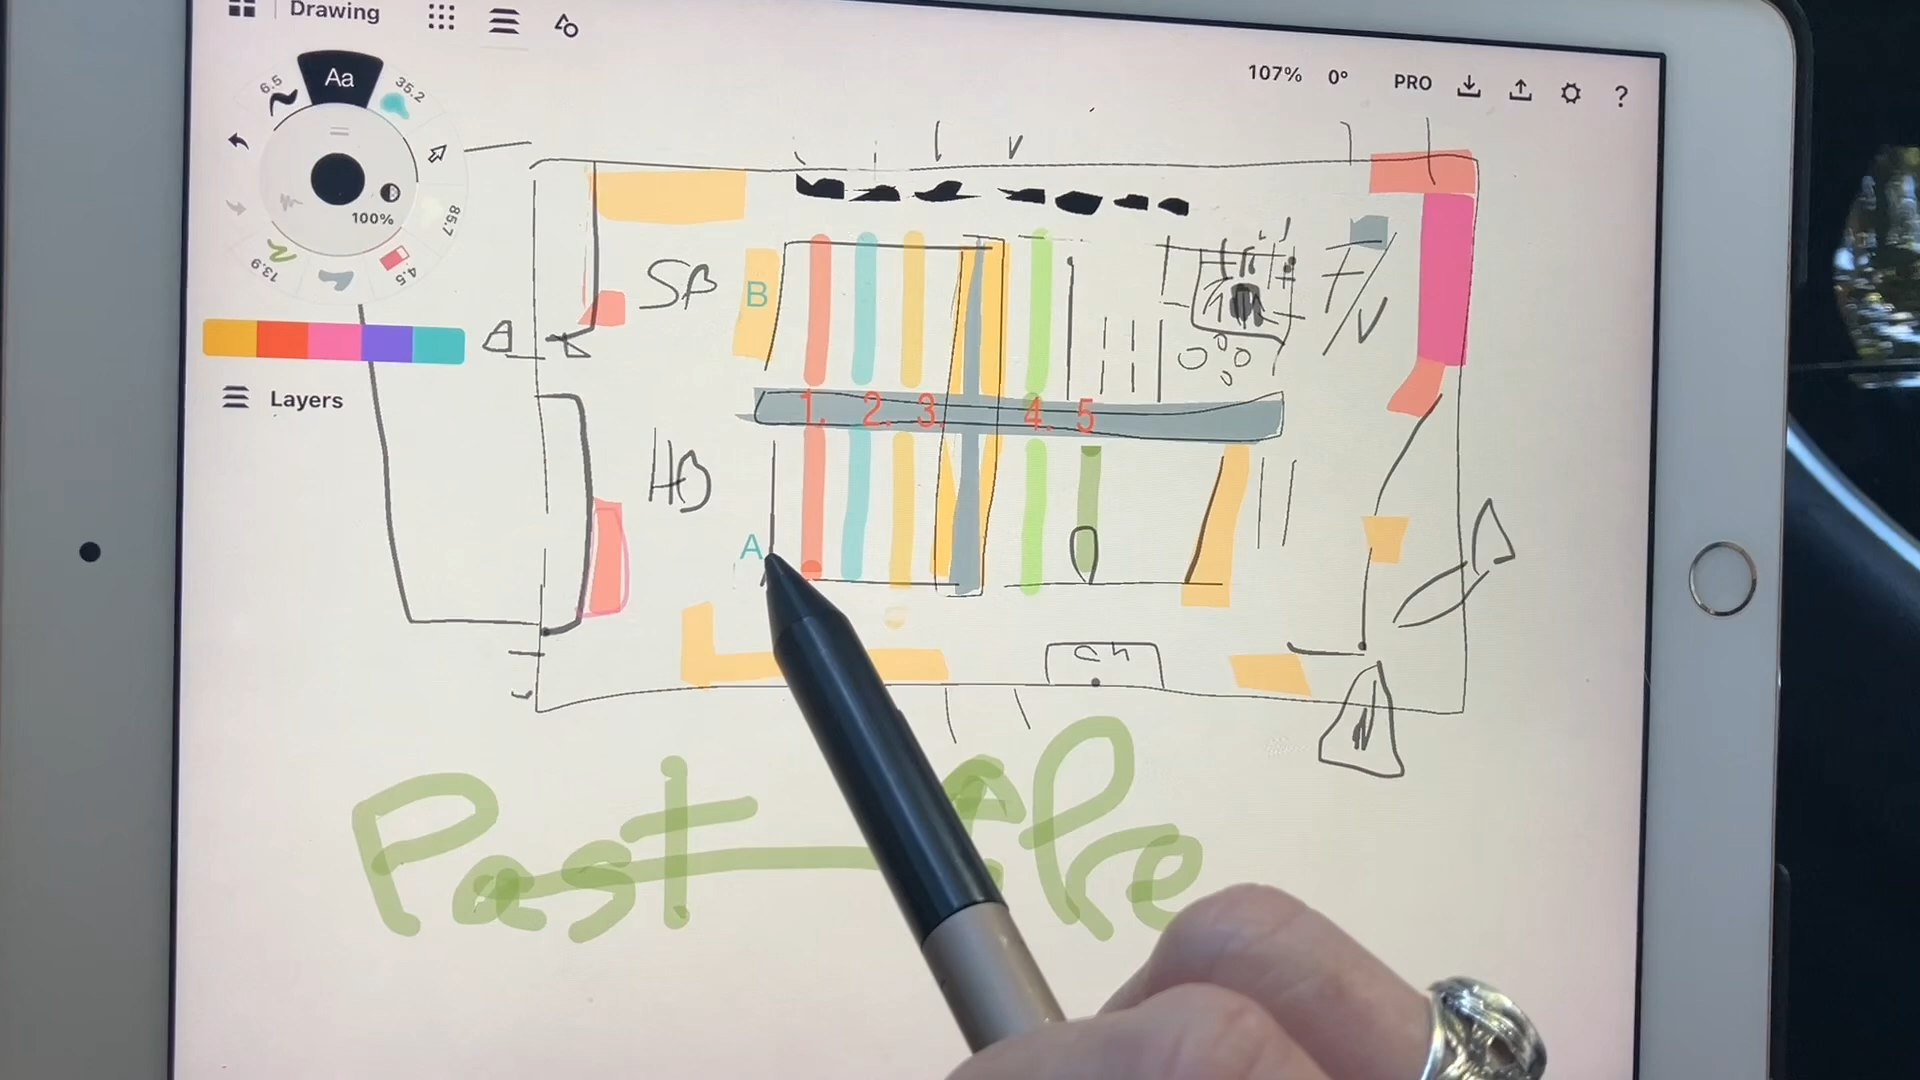 Drawing
107% 0° PRO ?
Aa
6.5
35.2
85.7
100%
13.9
4.5
Layers
SB
B
F/N
1. 2. 3. 4. 5
HB
A
Ch
N
Past